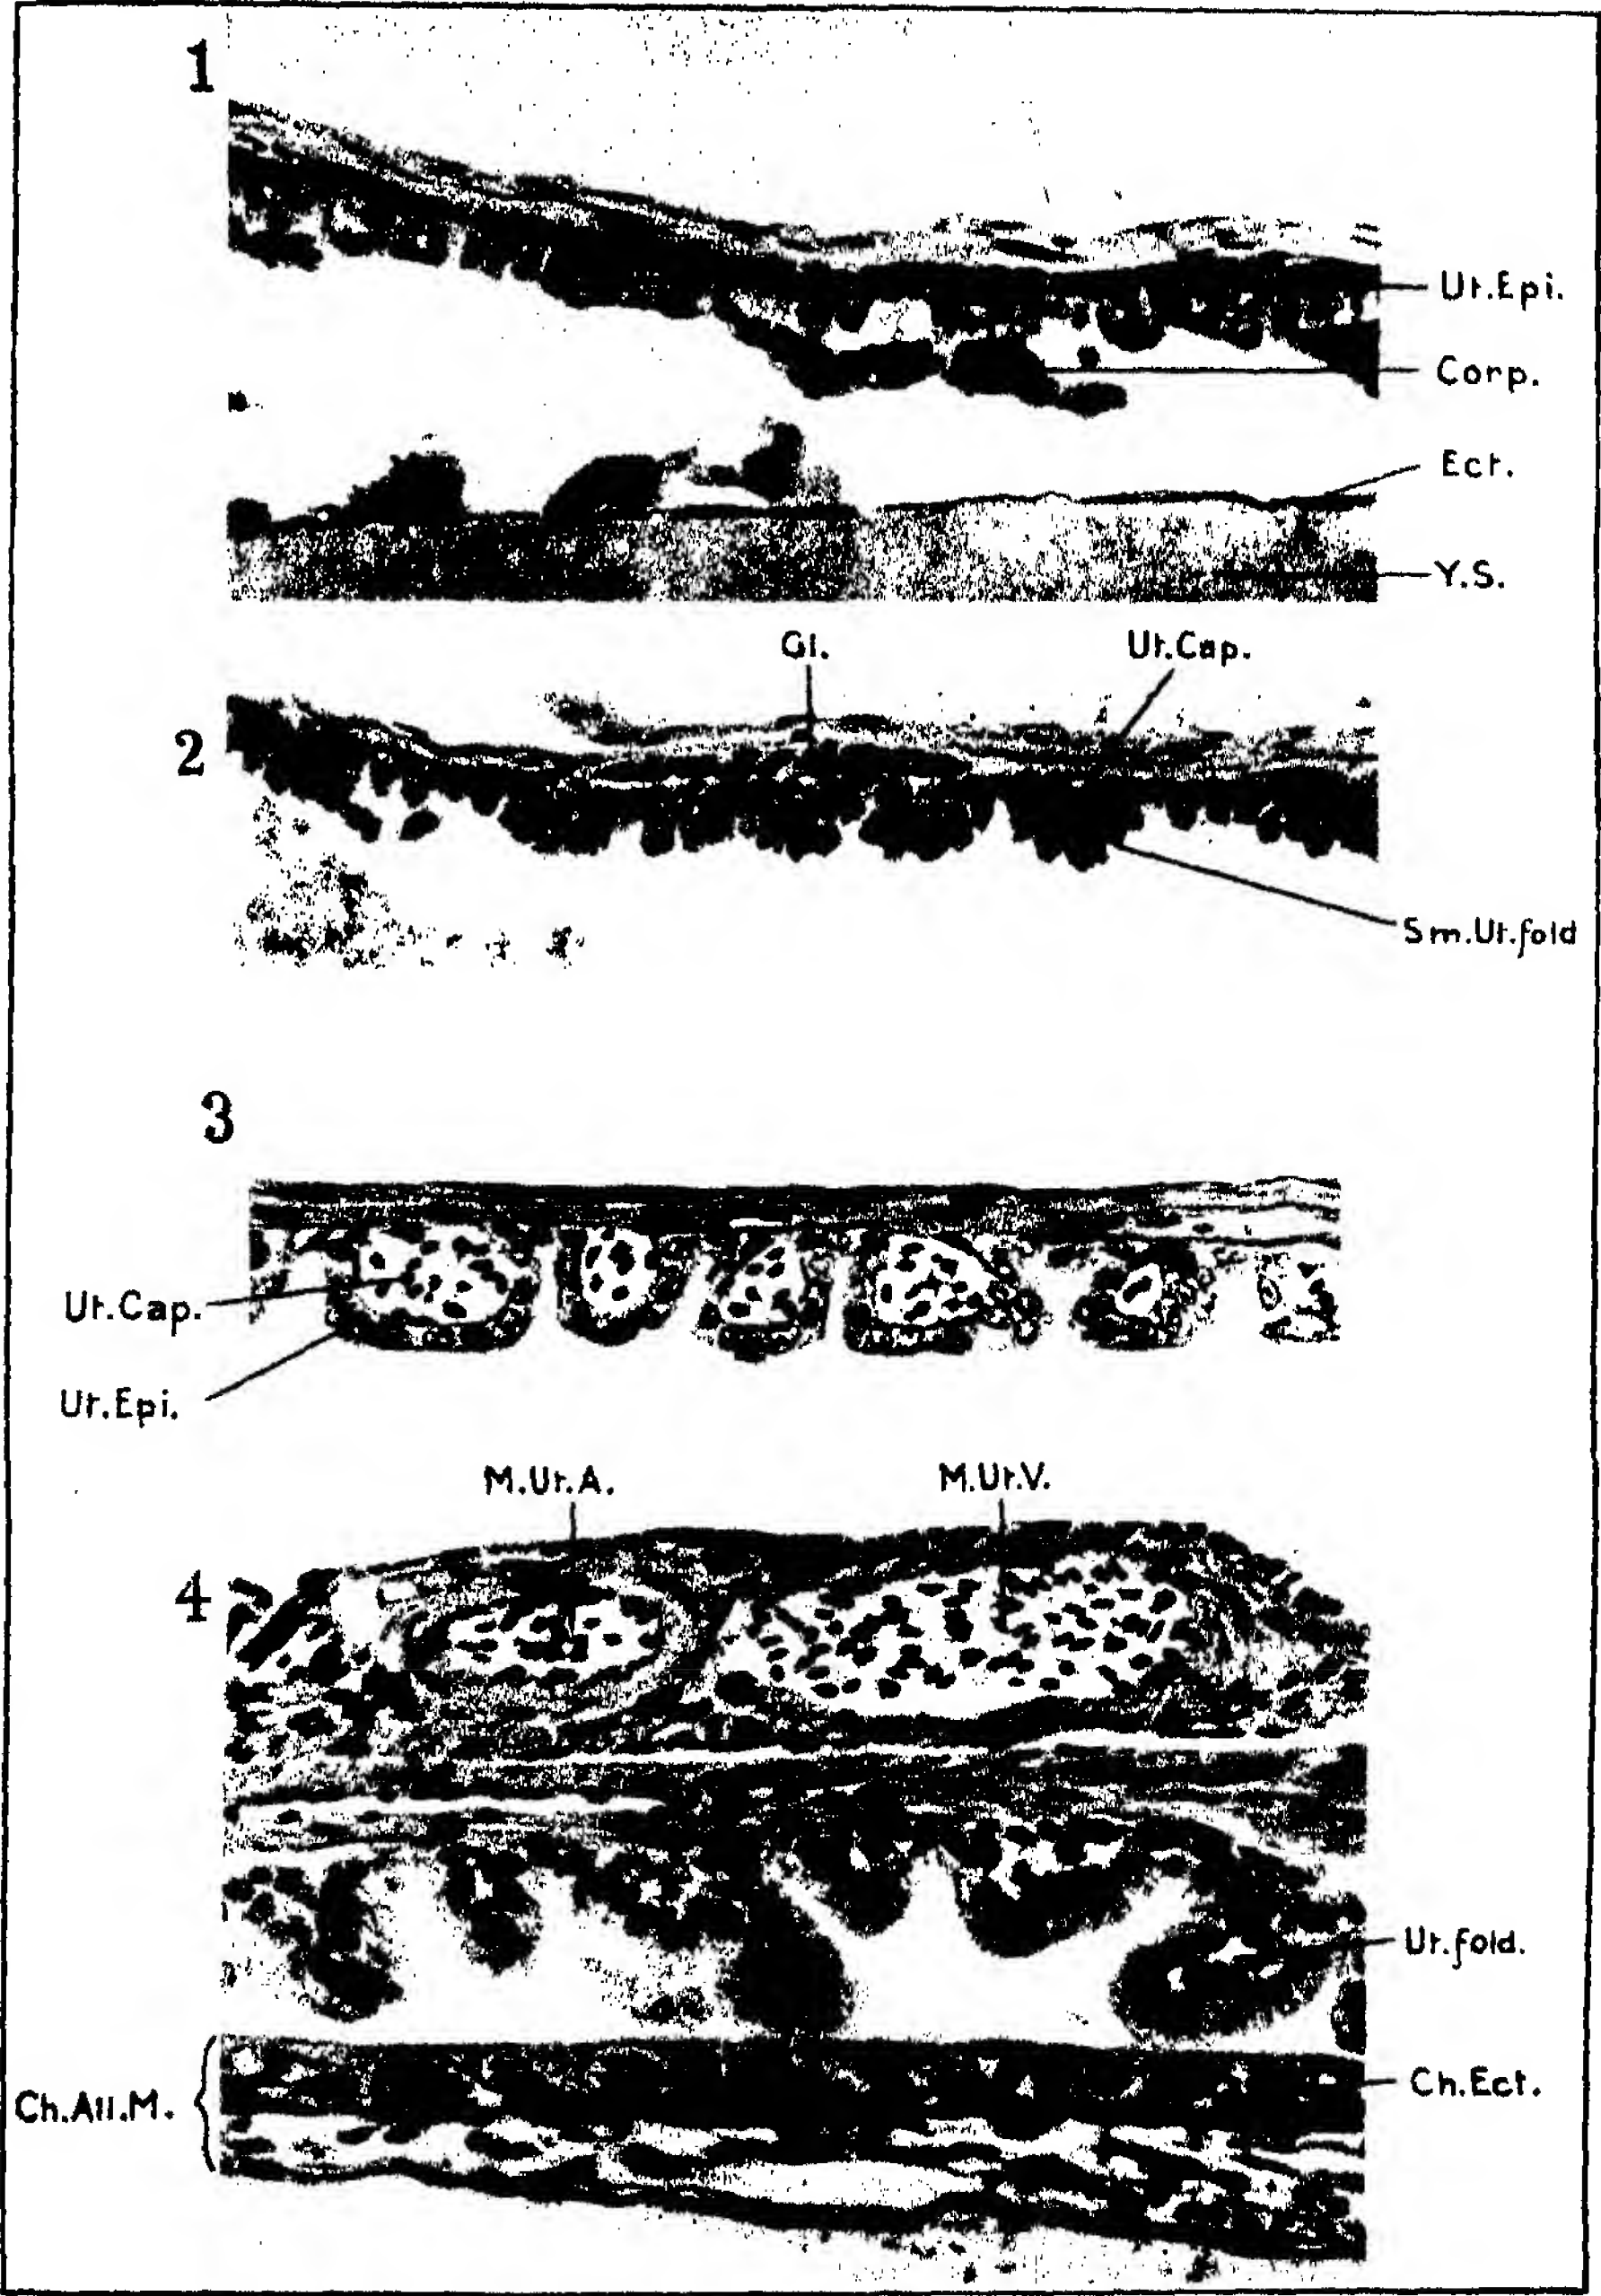 1
Ut.Epi.
Corp.
Ect.
Y.S.
Gl.
Ut.Cap.
2
Sm.Ut.fold
3
Ut.Cap.
Ut.Epi.
M.Ut.A.
M.Ut.V.
4
Ut.fold.
Ch.All.M.
Ch.Ect.